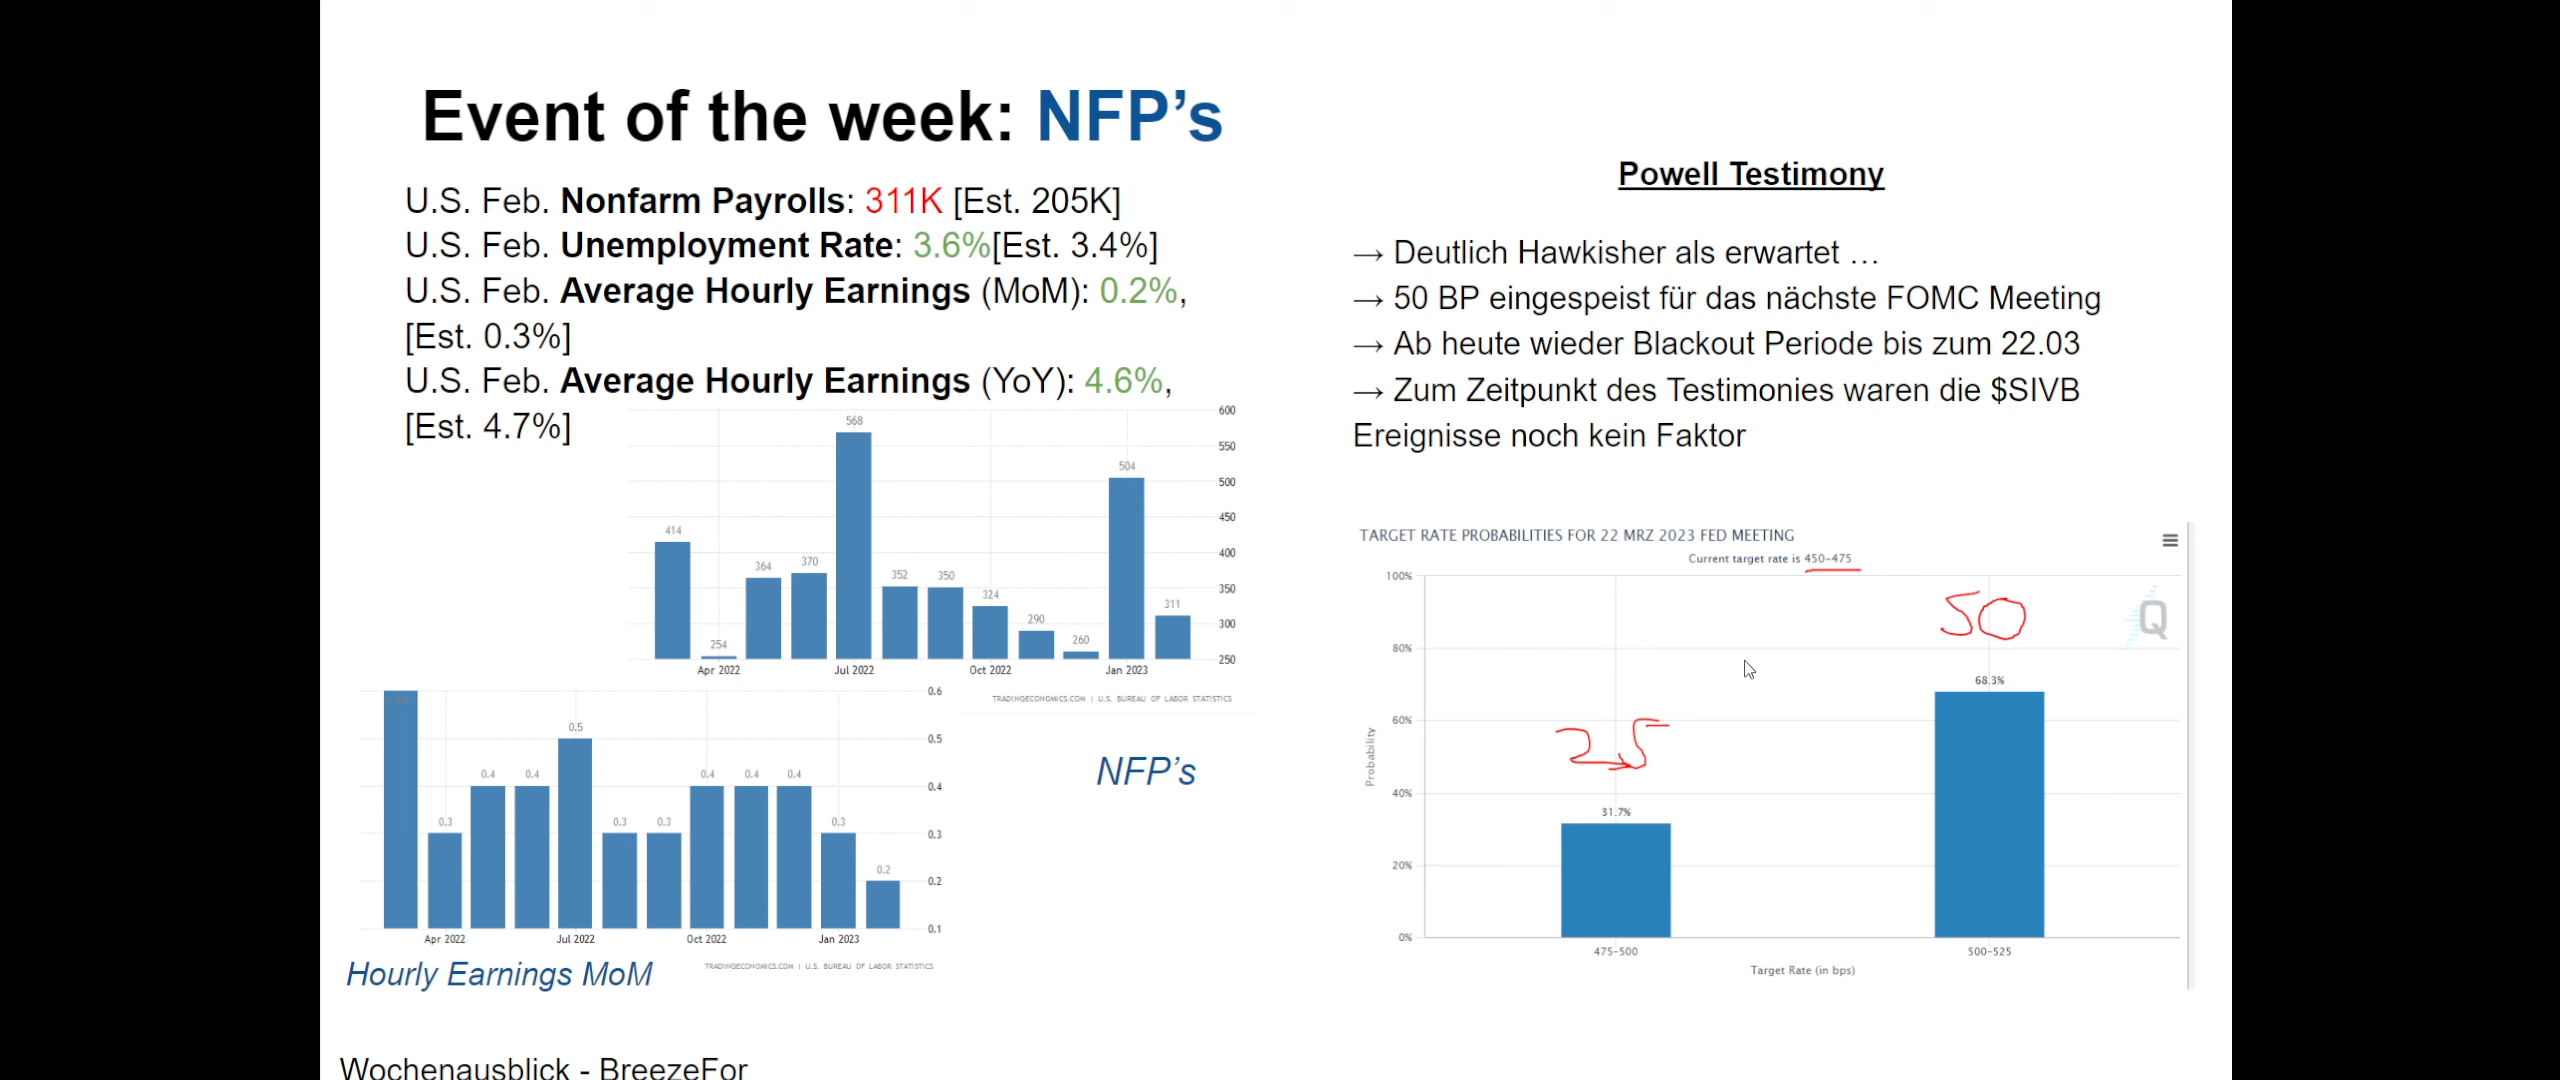 Event of the week: NFP's
U.S. Feb. Nonfarm Payrolls: 311K [Est. 205K]
U.S. Feb. Unemployment Rate: 3.6%[Est. 3.4%]
U.S. Feb. Average Hourly Earnings (MoM): 0.2%,
[Est. 0.3%]
U.S. Feb. Average Hourly Earnings (YoY): 4.6%,
[Est. 4.7%]
600
550
500
450
400
350
300
250
414
254
364
370
568
352
350
324
290
260
504
311
Apr 2022
Jul 2022
Oct 2022
Jan 2023
TRADINGECONOMICS.COM | U.S. BUREAU OF LABOR STATISTICS
NFP's
0.6
0.5
0.4
0.3
0.2
0.1
0.3
0.4
0.4
0.5
0.3
0.3
0.4
0.4
0.4
0.3
0.2
Apr 2022
Jul 2022
Oct 2022
Jan 2023
TRADINGECONOMICS.COM | U.S. BUREAU OF LABOR STATISTICS
Hourly Earnings MoM
Wochenausblick - BreezeFor
Powell Testimony
→ Deutlich Hawkisher als erwartet …
→ 50 BP eingespeist für das nächste FOMC Meeting
→ Ab heute wieder Blackout Periode bis zum 22.03
→ Zum Zeitpunkt des Testimonies waren die $SIVB
Ereignisse noch kein Faktor
TARGET RATE PROBABILITIES FOR 22 MRZ 2023 FED MEETING
Current target rate is 450-475
100%
80%
60%
40%
20%
0%
Probability
25
50
Q
31.7%
68.3%
475-500
500-525
Target Rate (in bps)